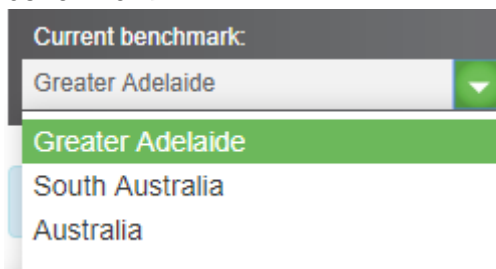 Current benchmark:
Greater Adelaide
Greater Adelaide
South Australia
Australia